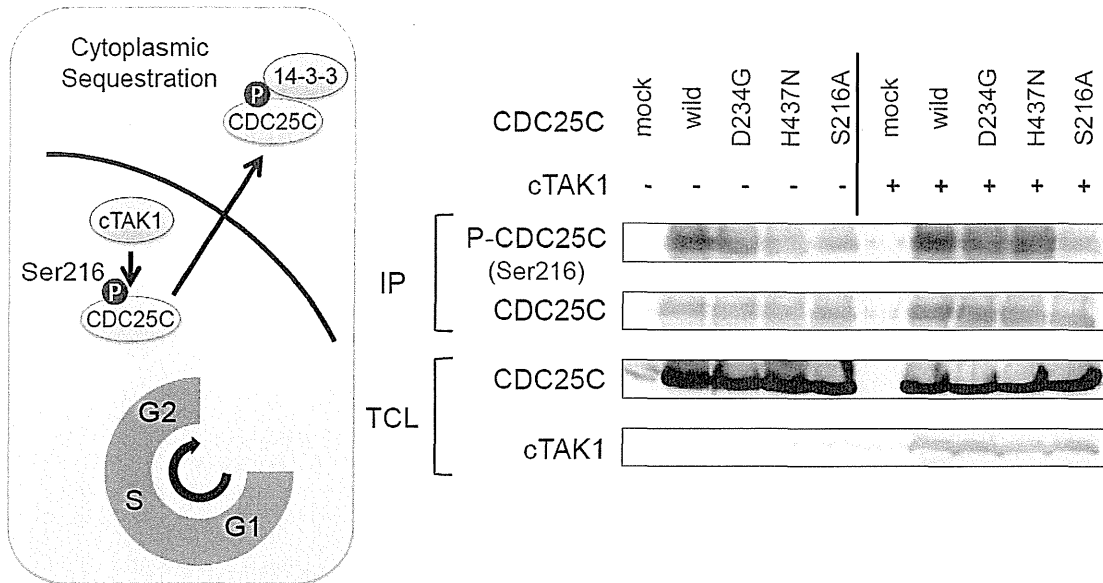 Cytoplasmic
Sequestration
14-3-3
P
CDC25C
cTAK1
Ser216
P
CDC25C
G2
S
G1
CDC25C mock wild D234G H437N S216A mock wild D234G H437N S216A
cTAK1 - - - - - + + + + +
IP
P-CDC25C
(Ser216)
CDC25C
TCL
CDC25C
cTAK1